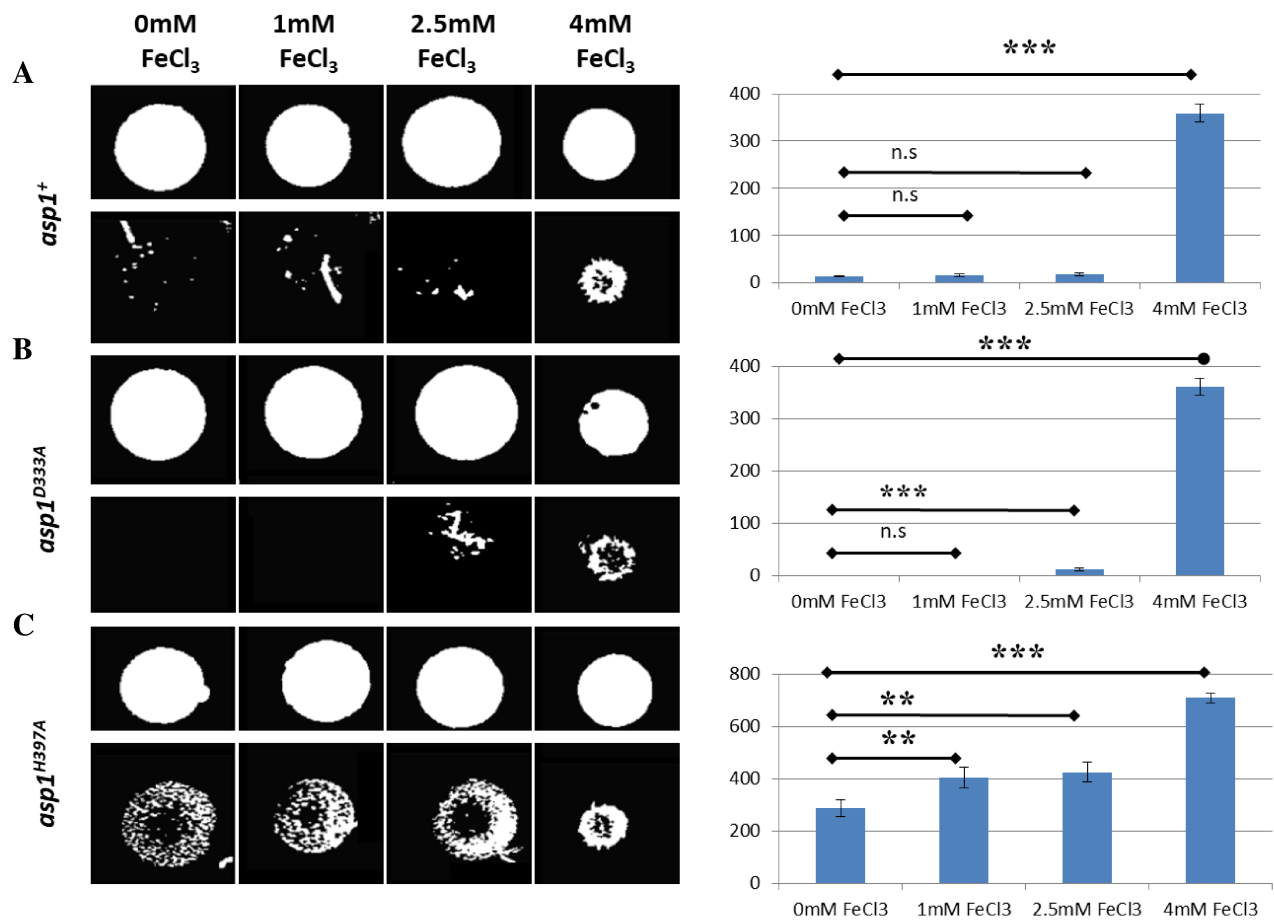 0mM 1mM 2.5mM 4mM
FeCl₃ FeCl₃ FeCl₃ FeCl₃
A
asp1⁺
***
n.s
n.s
400
300
200
100
0
0mM FeCl3 1mM FeCl3 2.5mM FeCl3 4mM FeCl3
B
asp1ᴰ³³³ᴬ
***
***
n.s
400
300
200
100
0
0mM FeCl3 1mM FeCl3 2.5mM FeCl3 4mM FeCl3
C
asp1ᴴ³⁹⁷ᴬ
***
**
**
800
600
400
200
0
0mM FeCl3 1mM FeCl3 2.5mM FeCl3 4mM FeCl3